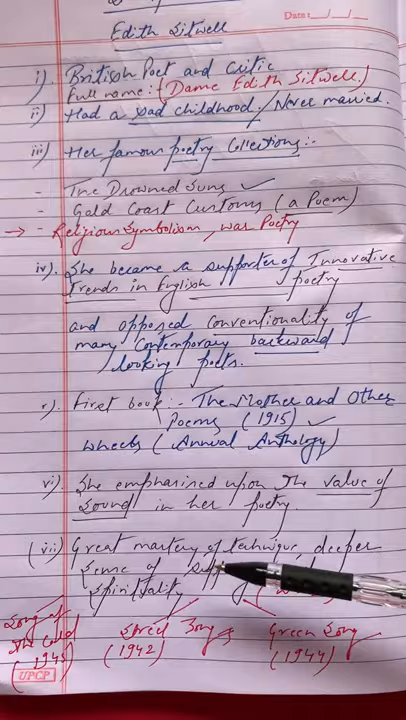 Edith Sitwell
Date: __/__/__
i). British Poet and Critic
Full name: (Dame Edith Sitwell.)
ii) Had a sad childhood / Never married.
iii) Her famous poetry Collections:-
- The Drowned Suns ✓
- Gold Coast Customs (a Poem)
→ - Religious Symbolism, war Poetry
iv). She became a supporter of Innovative
Trends in English poetry
and opposed conventionality of
many Contemporary backward
looking poets.
v). First book :- The Mother and Other
Poems (1915)
wheels (Annual Anthology)
vi). She emphasised upon The value of
Sound in her poetry.
(vii) Great mastery of technique, deeper
Sense of
Spirituality
Song of
The Cold
(1945)
Street Songs
(1942)
Green Song
(1944)
UPCP